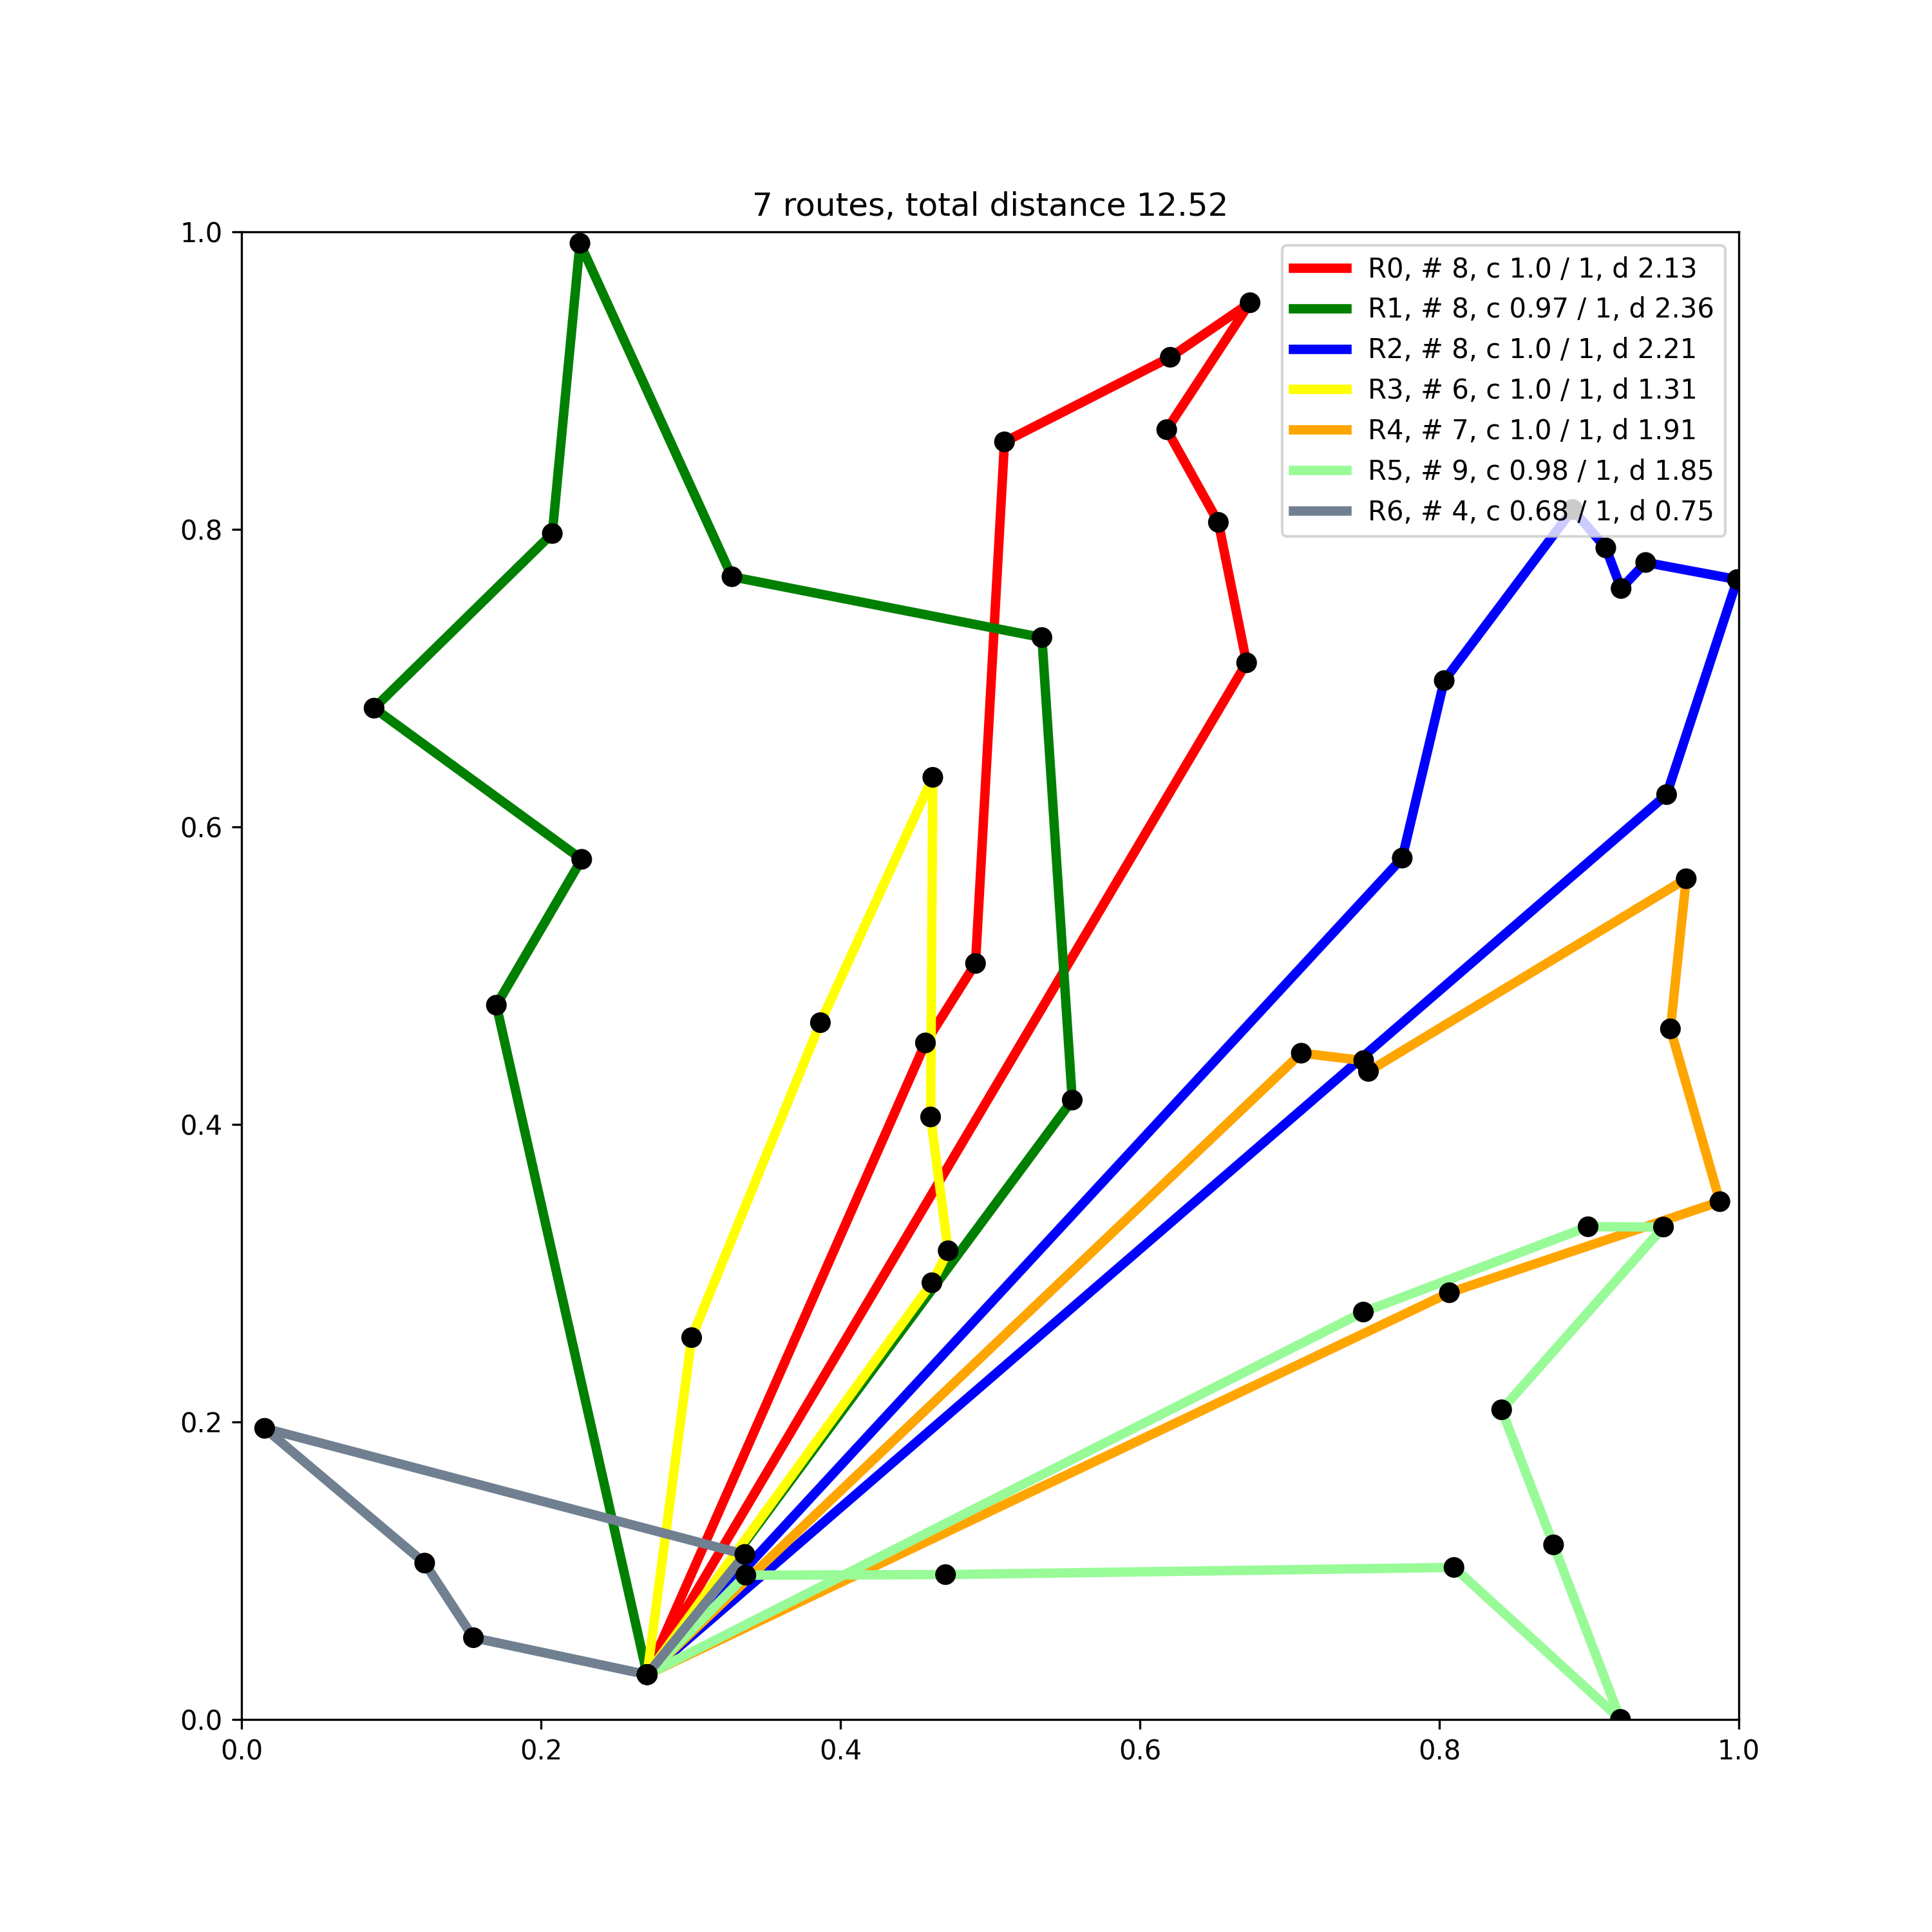 7 routes, total distance 12.52
1.0
0.8
0.6
0.4
0.2
0.0
R0, # 8, c 1.0 / 1, d 2.13
R1, # 8, c 0.97 / 1, d 2.36
R2, # 8, c 1.0 / 1, d 2.21
R3, # 6, c 1.0 / 1, d 1.31
R4, # 7, c 1.0 / 1, d 1.91
R5, # 9, c 0.98 / 1, d 1.85
R6, # 4, c 0.68 / 1, d 0.75
0.0 0.2 0.4 0.6 0.8 1.0